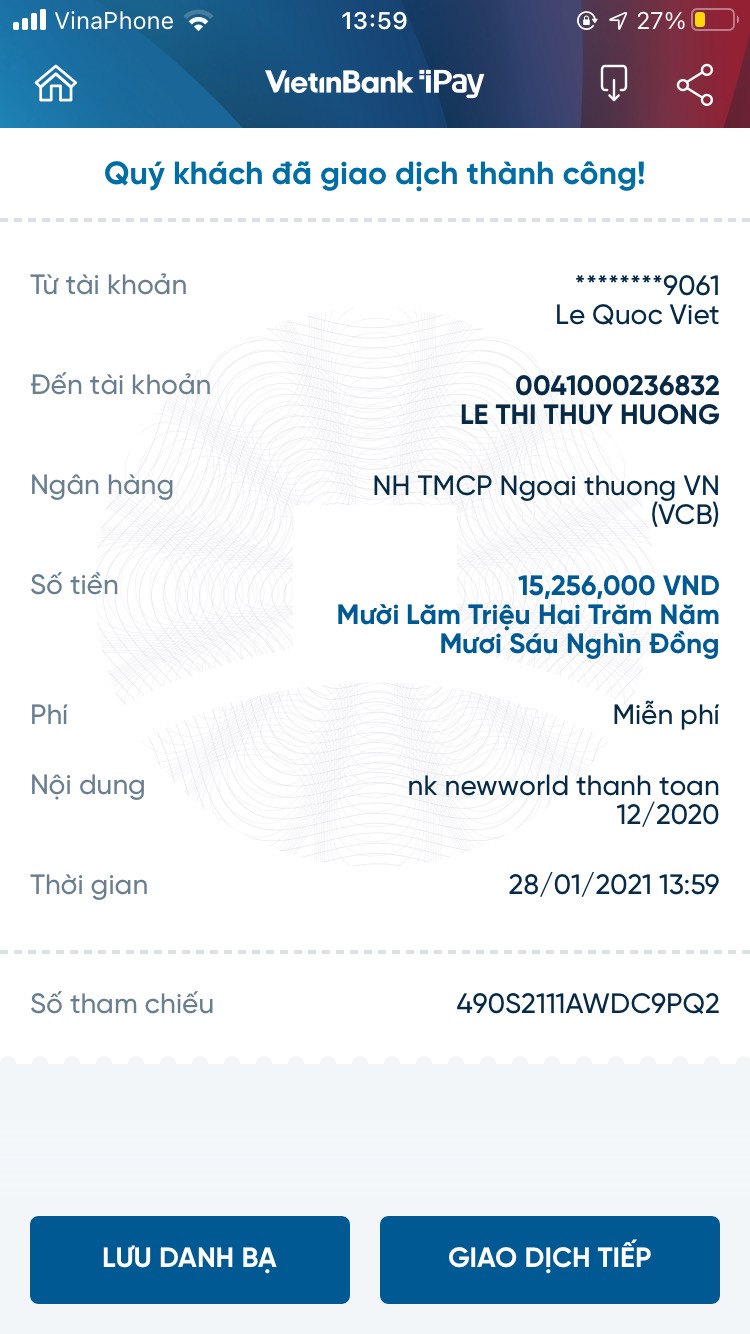 VinaPhone 13:59 27%
VietinBank iPay
Quý khách đã giao dịch thành công!
Từ tài khoản ********9061
Le Quoc Viet
Đến tài khoản 0041000236832
LE THI THUY HUONG
Ngân hàng NH TMCP Ngoai thuong VN
(VCB)
Số tiền 15,256,000 VND
Mười Lăm Triệu Hai Trăm Năm
Mươi Sáu Nghìn Đồng
Phí Miễn phí
Nội dung nk newworld thanh toan
12/2020
Thời gian 28/01/2021 13:59
Số tham chiếu 490S2111AWDC9PQ2
LƯU DANH BẠ GIAO DỊCH TIẾP